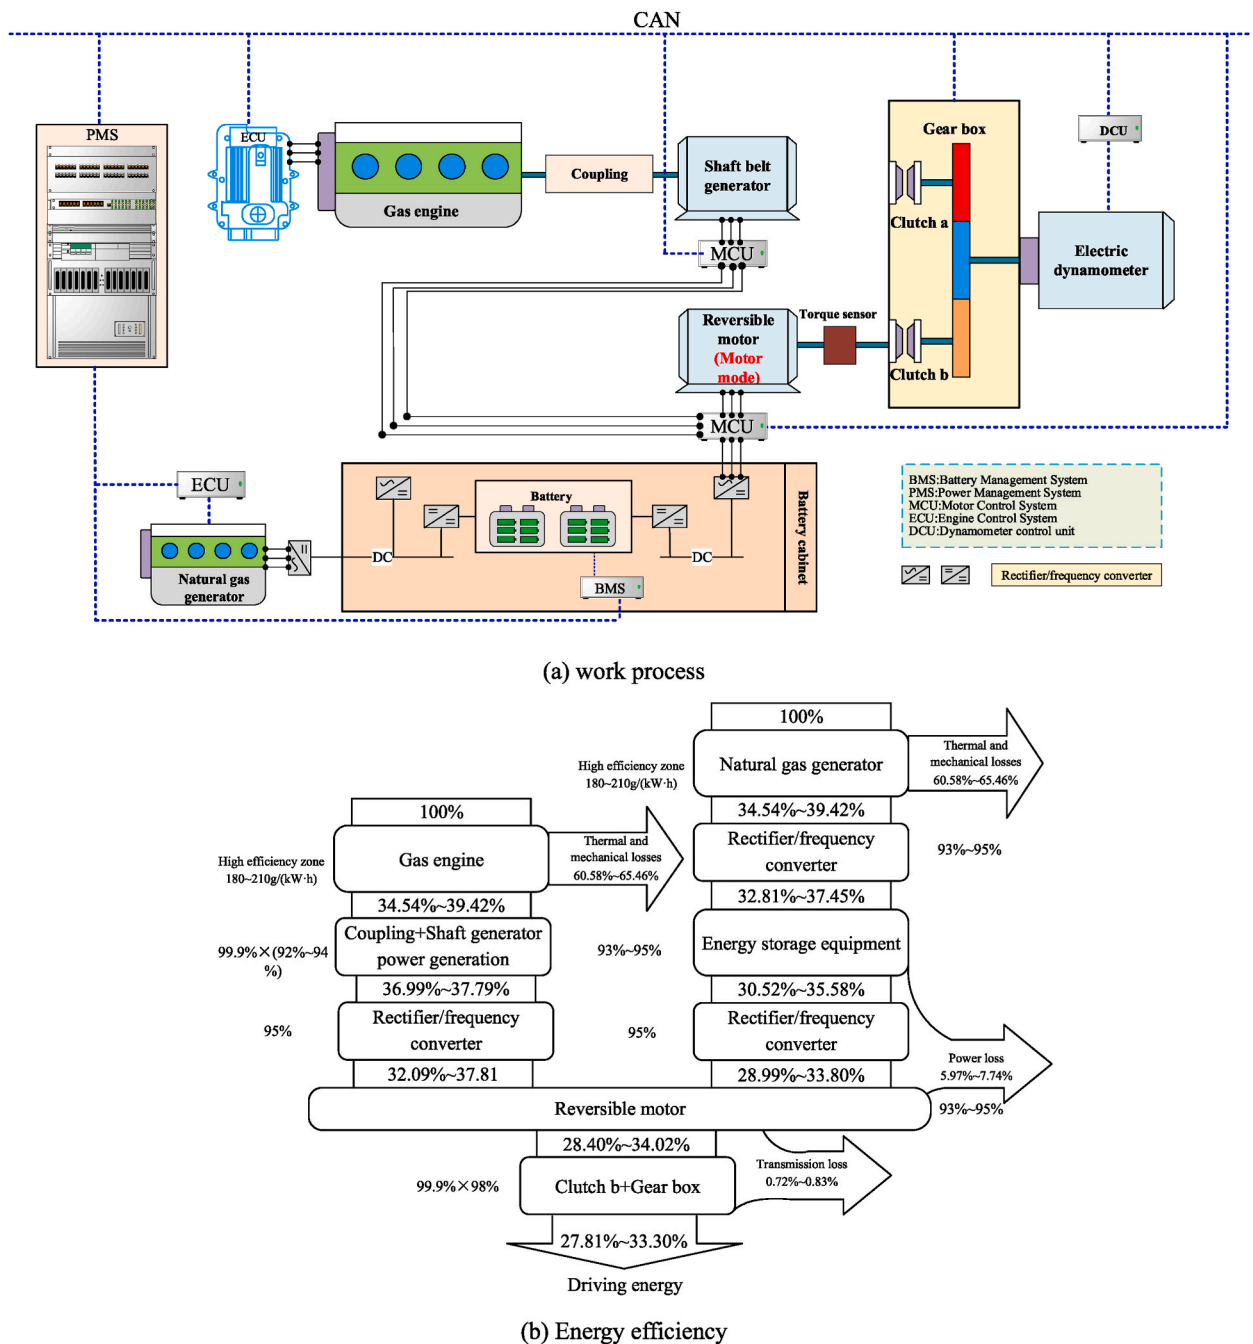 CAN
PMS
ECU
Gas engine
Coupling
Shaft belt
generator
MCU
Gear box
Clutch a
Clutch b
DCU
Electric
dynamometer
Reversible
motor
(Motor
mode)
Torque sensor
MCU
ECU
Natural gas
generator
DC
Battery
BMS
DC
Battery cabinet
BMS:Battery Management System
PMS:Power Management System
MCU:Motor Control System
ECU:Engine Control System
DCU:Dynamometer control unit
Rectifier/frequency converter
(a) work process
100%
Natural gas generator
High efficiency zone
180~210g/(kW·h)
Thermal and
mechanical losses
60.58%~65.46%
34.54%~39.42%
Rectifier/frequency
converter
93%~95%
32.81%~37.45%
Energy storage equipment
93%~95%
30.52%~35.58%
Rectifier/frequency
converter
95%
28.99%~33.80%
Power loss
5.97%~7.74%
93%~95%
100%
Gas engine
High efficiency zone
180~210g/(kW·h)
Thermal and
mechanical losses
60.58%~65.46%
34.54%~39.42%
Coupling+Shaft generator
power generation
99.9%×(92%~94
%)
36.99%~37.79%
Rectifier/frequency
converter
95%
32.09%~37.81
Reversible motor
28.40%~34.02%
Clutch b+Gear box
99.9%×98%
Transmission loss
0.72%~0.83%
27.81%~33.30%
Driving energy
(b) Energy efficiency